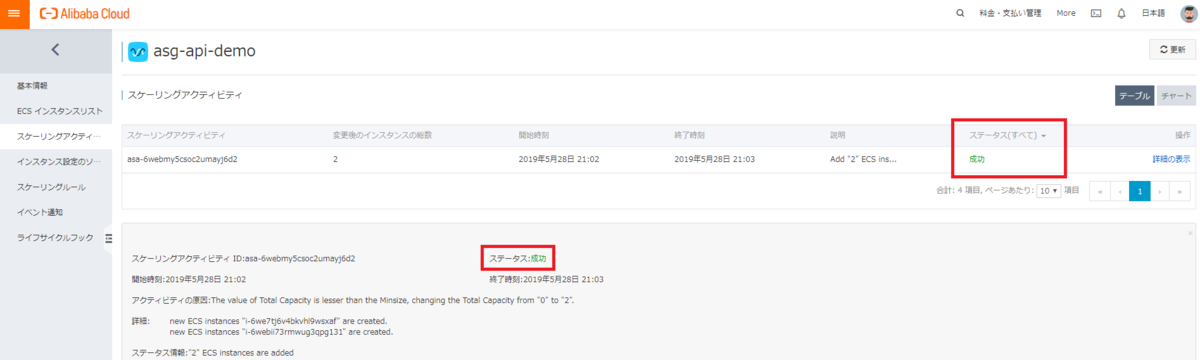 Alibaba Cloud
料金・支払い管理 More 日本語
asg-api-demo
更新
基本情報
ECS インスタンスリスト
スケーリングアクティ…
インスタンス設定のソ…
スケーリングルール
イベント通知
ライフサイクルフック
スケーリングアクティビティ
テーブル チャート
スケーリングアクティビティ 変更後のインスタンスの総数 開始時刻 終了時刻 説明 ステータス(すべて) 操作
asa-6webmy5csoc2umayj6d2 2 2019年5月28日 21:02 2019年5月28日 21:03 Add "2" ECS ins... 成功 詳細の表示
合計: 4 項目, ページあたり: 10 項目 « ‹ 1 › »
スケーリングアクティビティ ID:asa-6webmy5csoc2umayj6d2 ステータス:成功
開始時刻:2019年5月28日 21:02 終了時刻:2019年5月28日 21:03
アクティビティの原因:The value of Total Capacity is lesser than the Minsize, changing the Total Capacity from "0" to "2".
詳細: new ECS instances "i-6we7tj6v4bkvhl9wsxaf" are created.
new ECS instances "i-6webii73rmwug3qpg131" are created.
ステータス情報:"2" ECS instances are added